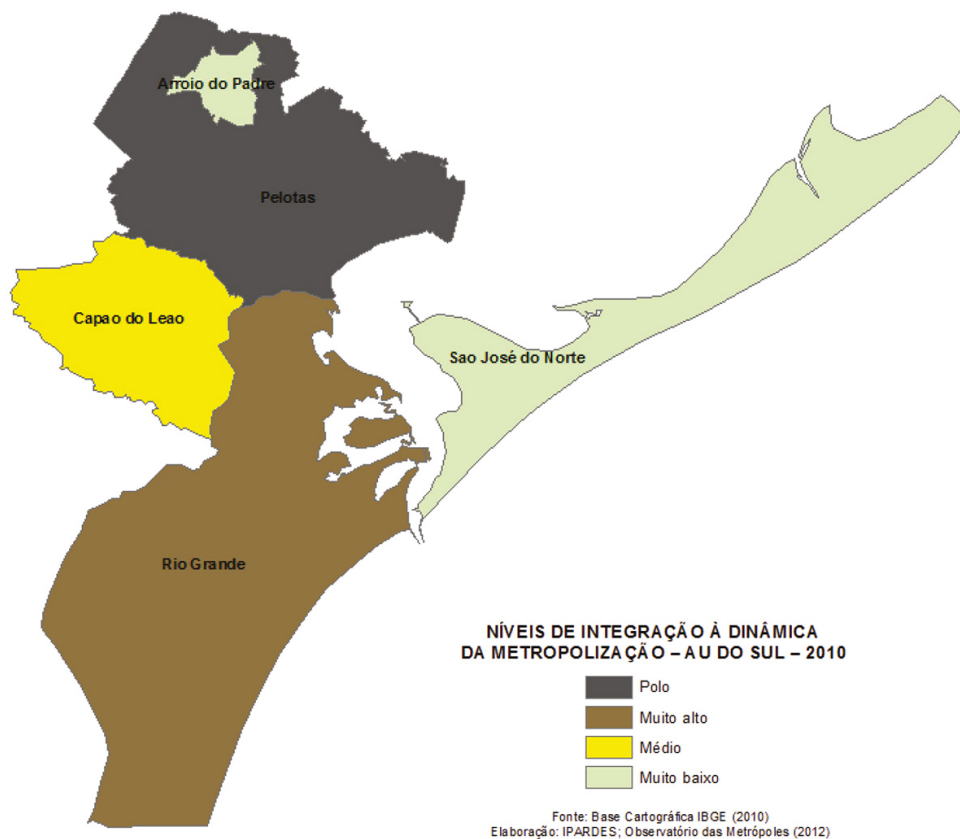 Arroio do Padre
Pelotas
Capao do Leao
Sao José do Norte
Rio Grande
NÍVEIS DE INTEGRAÇÃO À DINÂMICA
DA METROPOLIZAÇÃO – AU DO SUL – 2010
Polo
Muito alto
Médio
Muito baixo
Fonte: Base Cartográfica IBGE (2010)
Elaboração: IPARDES; Observatório das Metrópoles (2012)